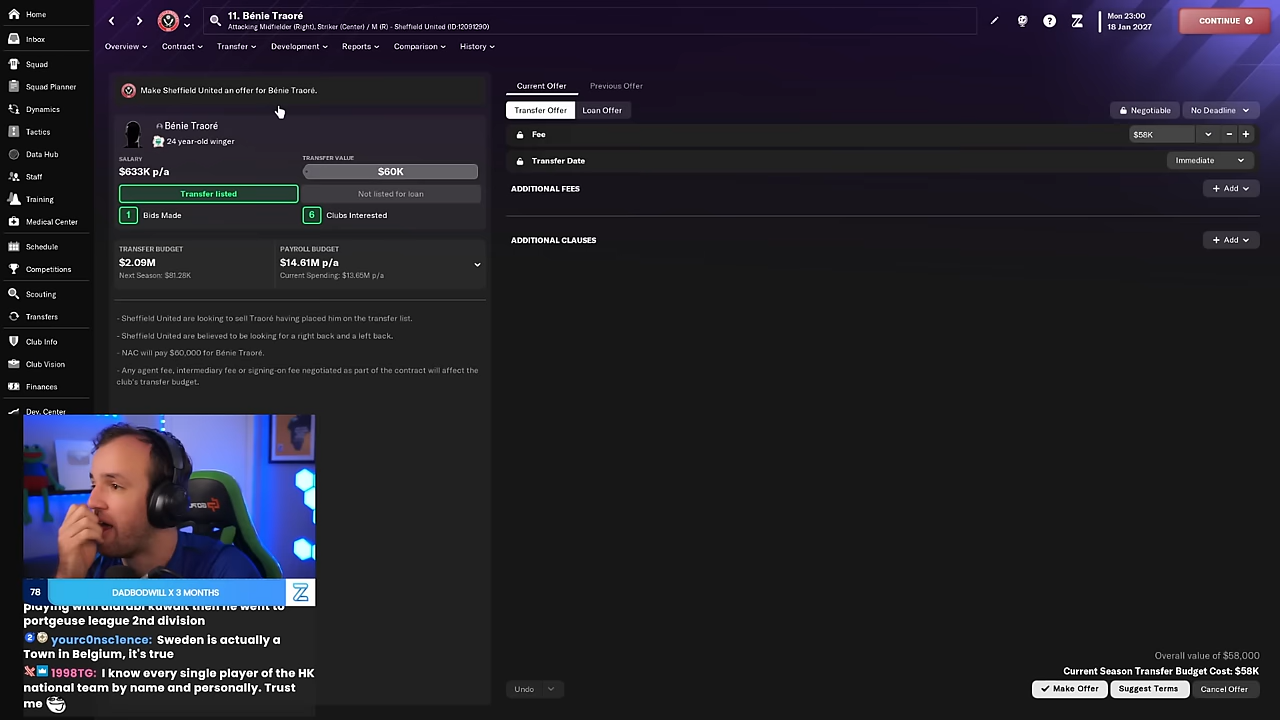 Home
Inbox
Squad
Squad Planner
Dynamics
Tactics
Data Hub
Staff
Training
Medical Center
Schedule
Competitions
Scouting
Transfers
Club Info
Club Vision
Finances
Dev. Center
11. Bénie Traoré
Attacking Midfielder (Right), Striker (Center) / M (R) - Sheffield United (ID:12091290)
Mon 23:00
18 Jan 2027
CONTINUE
Overview
Contract
Transfer
Development
Reports
Comparison
History
Make Sheffield United an offer for Bénie Traoré.
Bénie Traoré
24 year-old winger
SALARY
$633K p/a
TRANSFER VALUE
$60K
Transfer listed
Not listed for loan
1 Bids Made
6 Clubs Interested
TRANSFER BUDGET
$2.09M
Next Season: $81.28K
PAYROLL BUDGET
$14.61M p/a
Current Spending: $13.65M p/a
- Sheffield United are looking to sell Traoré having placed him on the transfer list.
- Sheffield United are believed to be looking for a right back and a left back.
- NAC will pay $60,000 for Bénie Traoré.
- Any agent fee, intermediary fee or signing-on fee negotiated as part of the contract will affect the
club's transfer budget.
Current Offer
Previous Offer
Transfer Offer
Loan Offer
Negotiable
No Deadline
Fee
$58K
Transfer Date
Immediate
ADDITIONAL FEES
Add
ADDITIONAL CLAUSES
Add
Undo
Overall value of $58,000
Current Season Transfer Budget Cost: $58K
Make Offer
Suggest Terms
Cancel Offer
78
DADBODWILL X 3 MONTHS
playing with alarabi kuwait then he went to
portgeuse league 2nd division
2 yourc0nsc1ence: Sweden is actually a
Town in Belgium, it's true
1998TG: I know every single player of the HK
national team by name and personally. Trust
me